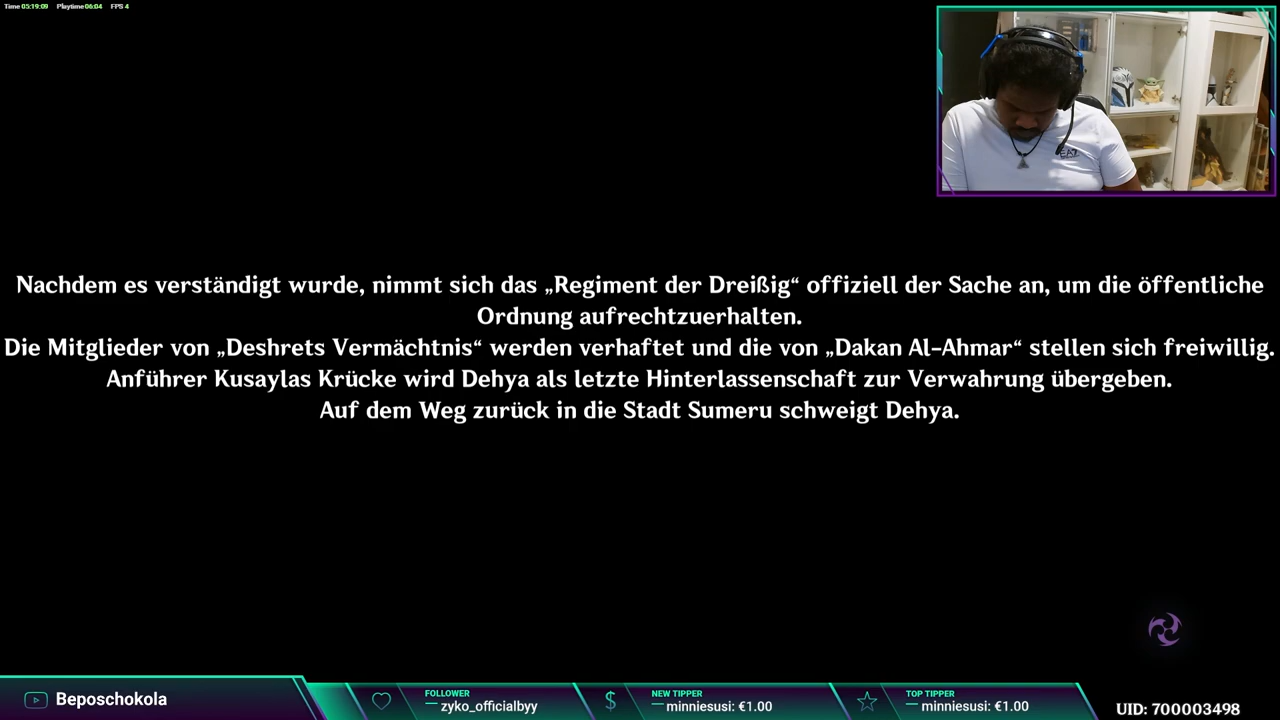 Time 05:19:09 Playtime 06:04 FPS 4
EA7
Nachdem es verständigt wurde, nimmt sich das „Regiment der Dreißig“ offiziell der Sache an, um die öffentliche
Ordnung aufrechtzuerhalten.
Die Mitglieder von „Deshrets Vermächtnis“ werden verhaftet und die von „Dakan Al-Ahmar“ stellen sich freiwillig.
Anführer Kusaylas Krücke wird Dehya als letzte Hinterlassenschaft zur Verwahrung übergeben.
Auf dem Weg zurück in die Stadt Sumeru schweigt Dehya.
Beposchokola
FOLLOWER
zyko_officialbyy
$
NEW TIPPER
minniesusi: €1.00
TOP TIPPER
minniesusi: €1.00
UID: 700003498